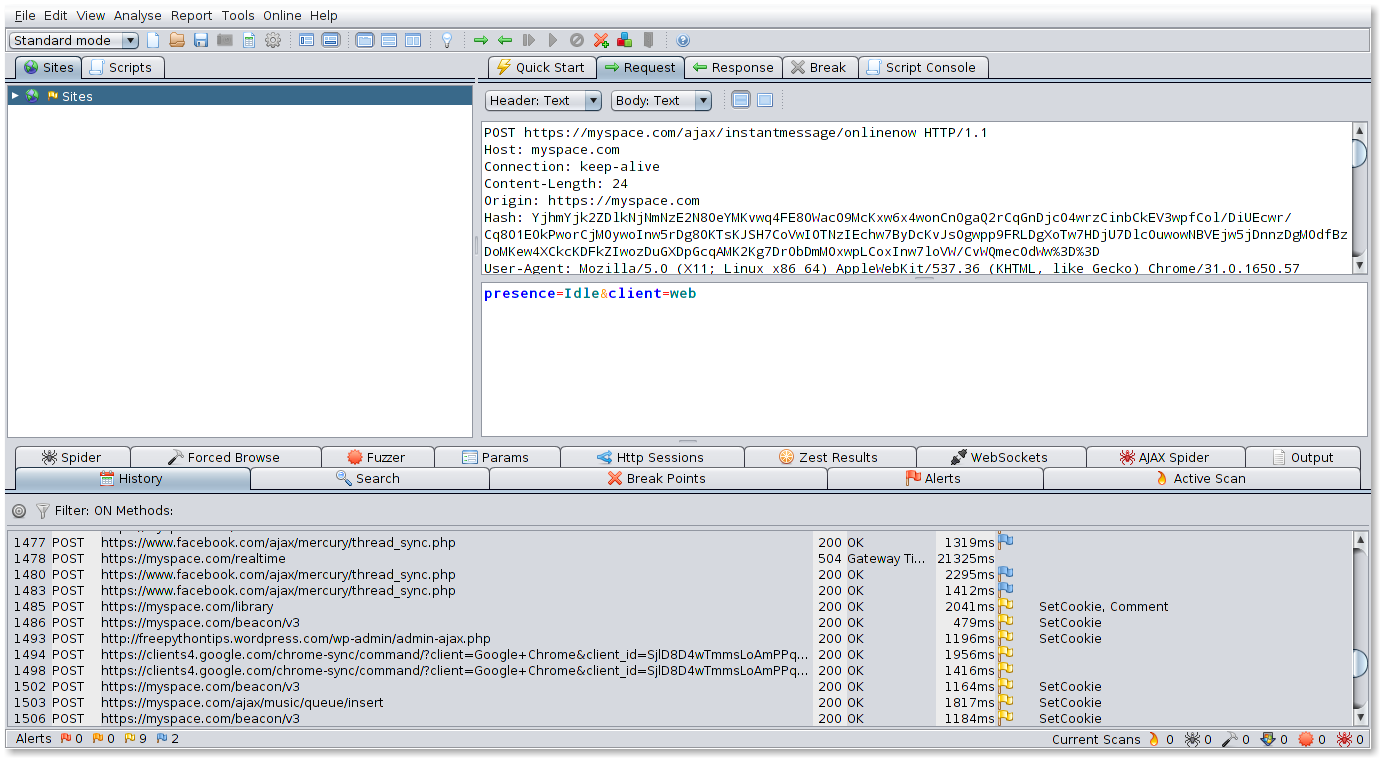 File Edit View Analyse Report Tools Online Help
Standard mode
Sites Scripts
Quick Start Request Response Break Script Console
Sites
Header: Text Body: Text
POST https://myspace.com/ajax/instantmessage/onlinenow HTTP/1.1
Host: myspace.com
Connection: keep-alive
Content-Length: 24
Origin: https://myspace.com
User-Agent: Mozilla/5.0 (X11; Linux x86_64) AppleWebKit/537.36 (KHTML, like Gecko) Chrome/31.0.1650.57
presence=Idle&client=web
Spider Forced Browse Fuzzer Params Http Sessions Zest Results WebSockets AJAX Spider Output
History Search Break Points Alerts Active Scan
Filter: ON Methods:
1477 POST https://www.facebook.com/ajax/mercury/thread_sync.php 200 OK 1319ms
1478 POST https://myspace.com/realtime 504 Gateway Ti... 21325ms
1480 POST https://www.facebook.com/ajax/mercury/thread_sync.php 200 OK 2295ms
1483 POST https://www.facebook.com/ajax/mercury/thread_sync.php 200 OK 1412ms
1485 POST https://myspace.com/library 200 OK 2041ms SetCookie, Comment
1486 POST https://myspace.com/beacon/v3 200 OK 479ms SetCookie
1493 POST http://freepythontips.wordpress.com/wp-admin/admin-ajax.php 200 OK 1196ms SetCookie
1494 POST https://clients4.google.com/chrome-sync/command/?client=Google+Chrome&client_id=SjlD8D4wTmmsLoAmPPq... 200 OK 1956ms
1498 POST https://clients4.google.com/chrome-sync/command/?client=Google+Chrome&client_id=SjlD8D4wTmmsLoAmPPq... 200 OK 1416ms
1502 POST https://myspace.com/beacon/v3 200 OK 1164ms SetCookie
1503 POST https://myspace.com/ajax/music/queue/insert 200 OK 1817ms SetCookie
1506 POST https://myspace.com/beacon/v3 200 OK 1184ms SetCookie
Alerts 0 0 9 2 Current Scans 0 0 0 0 0 0